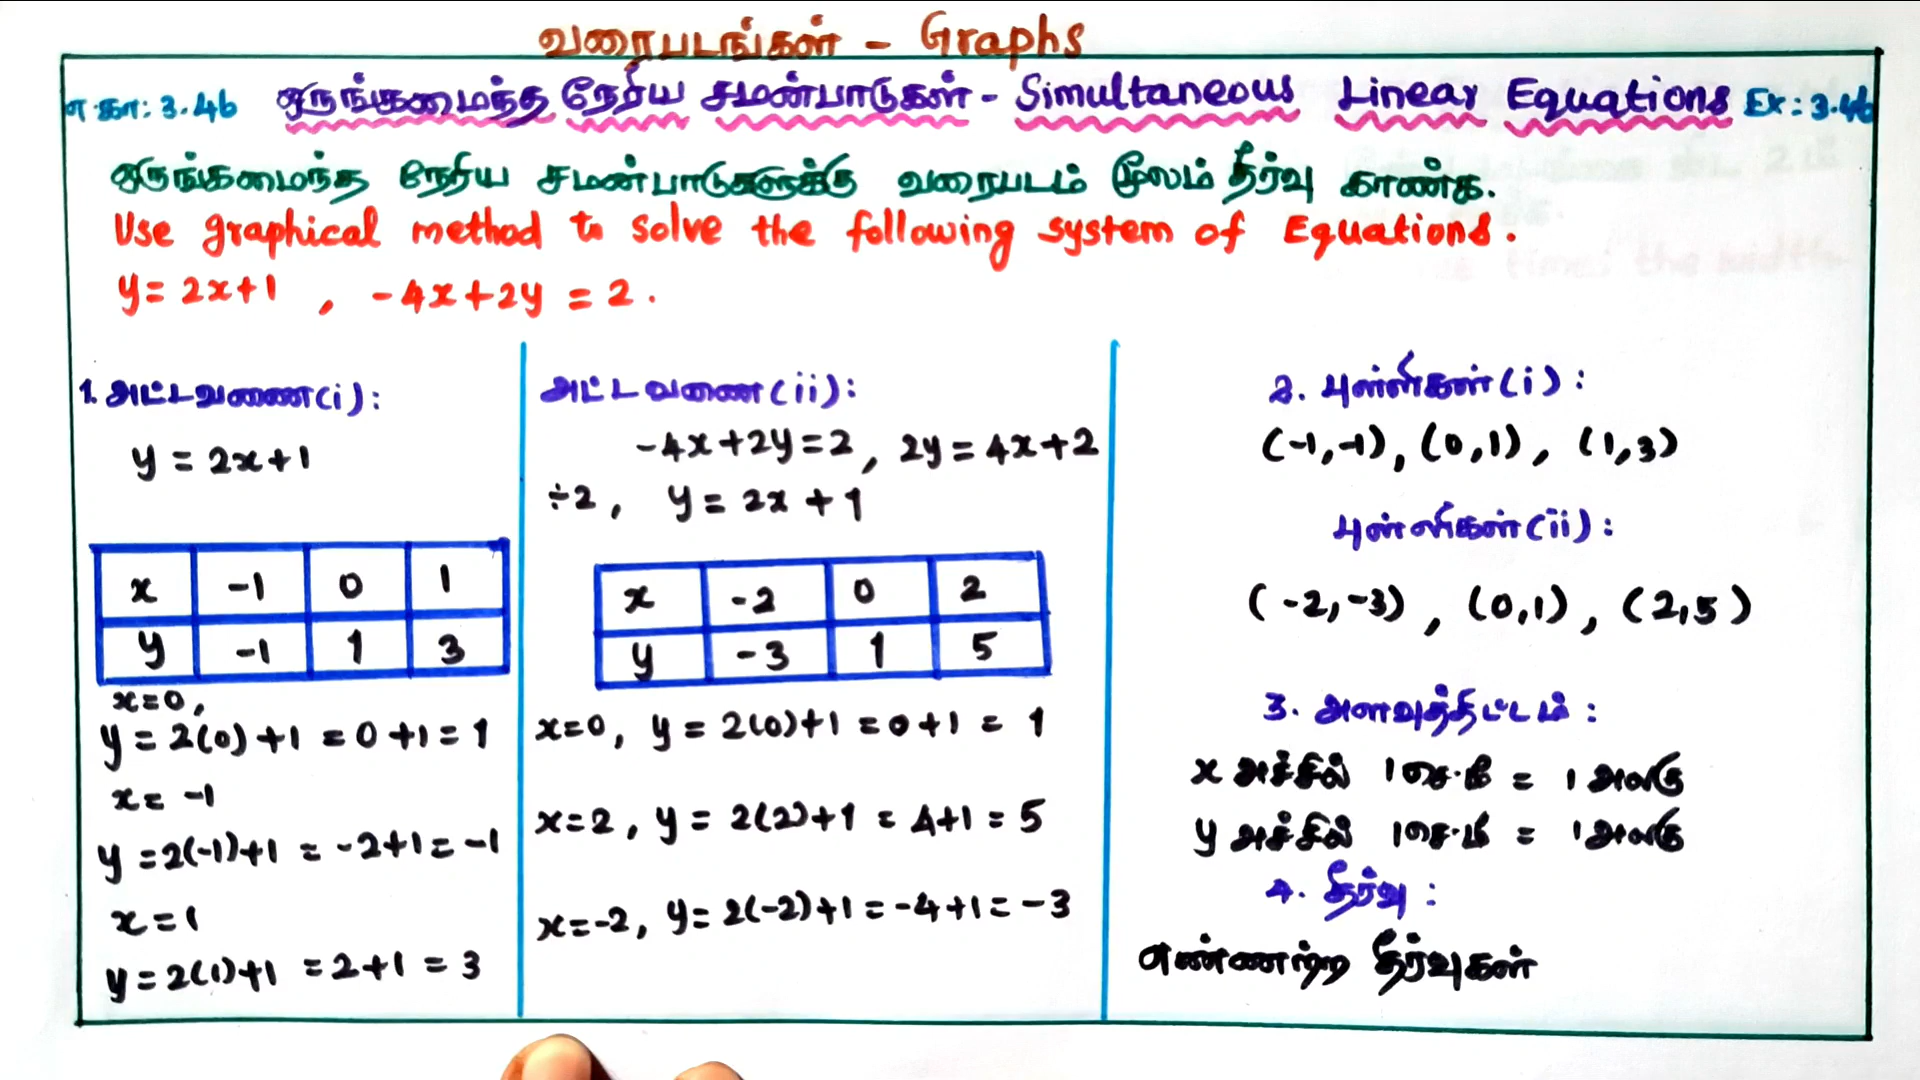 வரைபடங்கள் - Graphs
எ.கா: 3.46 ஒருங்கமைந்த நேரிய சமன்பாடுகள் - Simultaneous Linear Equations Ex: 3.46
ஒருங்கமைந்த நேரிய சமன்பாடுகளுக்கு வரைபடம் மூலம் தீர்வு காண்க.
Use graphical method to solve the following system of Equations.
y = 2x+1 , -4x+2y = 2.
1. அட்டவணை(i):
y = 2x+1
x -1 0 1
y -1 1 3
x=0,
y = 2(0)+1 = 0+1 = 1
x = -1
y = 2(-1)+1 = -2+1 = -1
x = 1
y = 2(1)+1 = 2+1 = 3
அட்டவணை(ii):
-4x+2y=2, 2y = 4x+2
÷2, y = 2x + 1
x -2 0 2
y -3 1 5
x=0, y = 2(0)+1 = 0+1 = 1
x=2, y = 2(2)+1 = 4+1 = 5
x=-2, y = 2(-2)+1 = -4+1 = -3
2. புள்ளிகள்(i):
(-1,-1), (0,1), (1,3)
புள்ளிகள்(ii):
(-2,-3), (0,1), (2,5)
3. அளவுத்திட்டம்:
x அச்சில் 1செ.மீ = 1 அலகு
y அச்சில் 1செ.மீ = 1 அலகு
4. தீர்வு:
எண்ணற்ற தீர்வுகள்